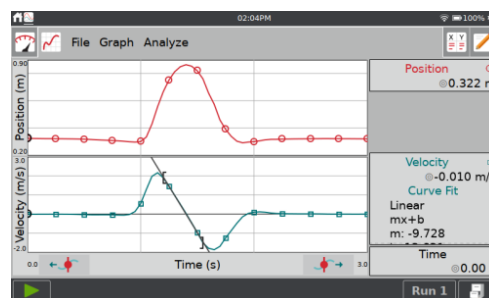 02:04PM
100%
File Graph Analyze
X Y
Position
0.322
0.90
Position (m)
0.20
Velocity
-0.010 m/
Curve Fit
Linear
mx+b
m: -9.728
3.0
Velocity (m/s)
-2.0
Time
0.00
0.0
Time (s)
3.0
Run 1